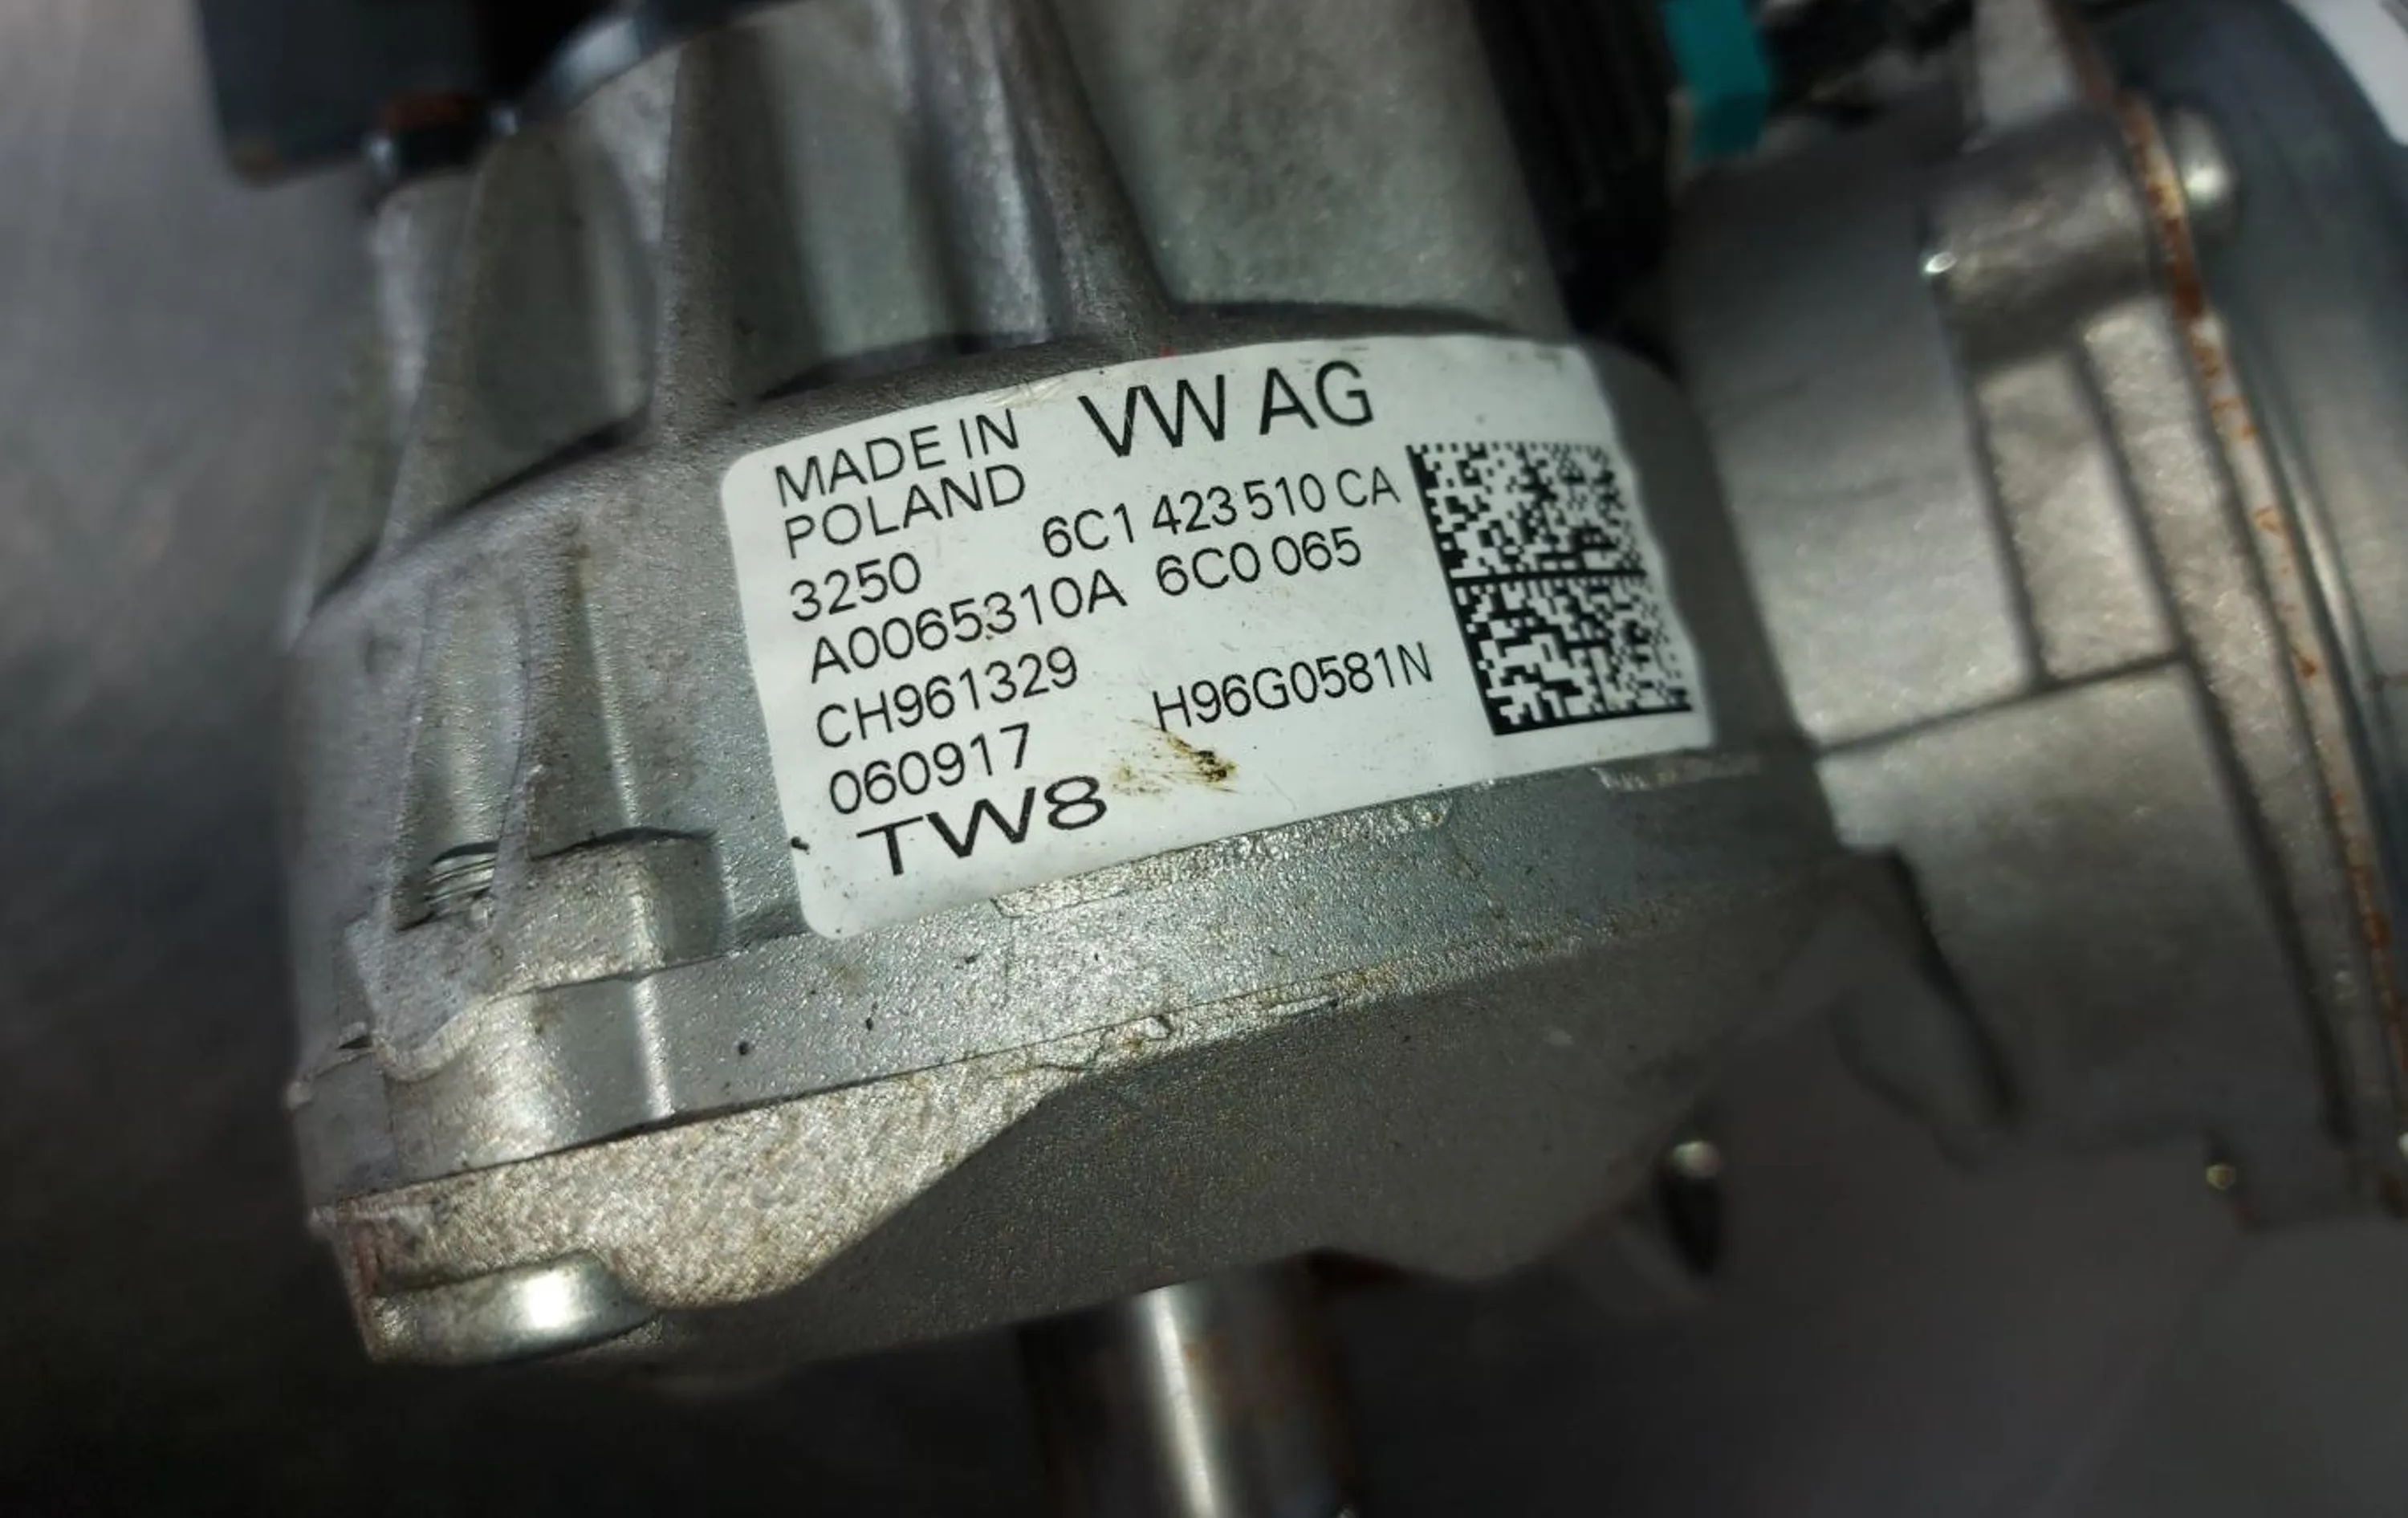 MADE IN VW AG
POLAND
3250 6C1 423 510 CA
A0065310A 6C0 065
CH961329
060917 H96G0581N
TW8